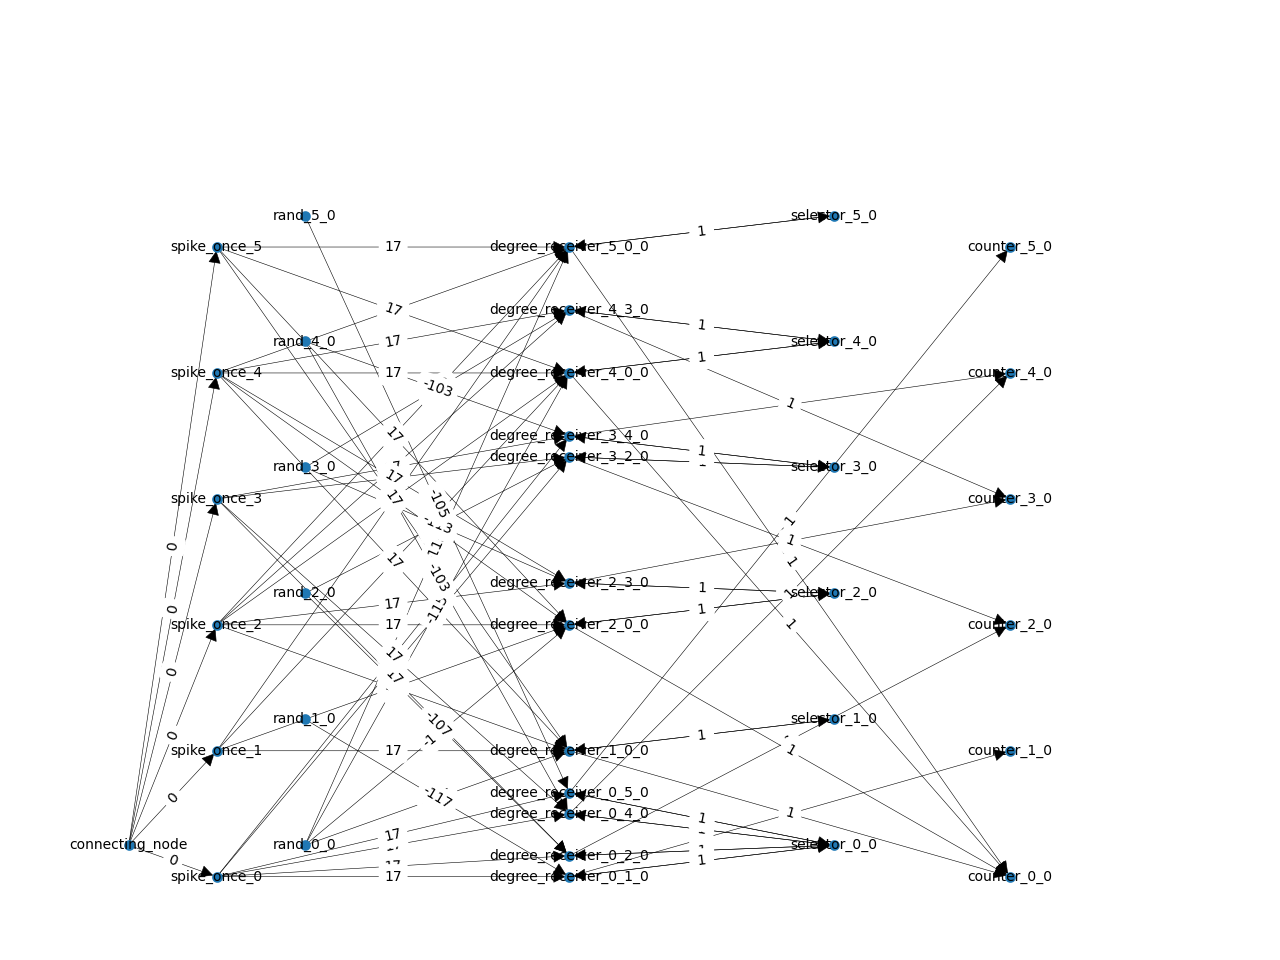 rand_5_0
selector_5_0
1
spike_once_5
17
degree_receiver_5_0_0
counter_5_0
17
degree_receiver_4_3_0
1
rand_4_0
17
selector_4_0
1
spike_once_4
17
degree_receiver_4_0_0
counter_4_0
-103
1
17
degree_receiver_3_4_0
1
degree_receiver_3_2_0
rand_3_0
selector_3_0
17
spike_once_3
17
-105
counter_3_0
1
1
0
11
17
1
-103
degree_receiver_2_3_0
1
rand_2_0
selector_2_0
1
0
17
1
spike_once_2
17
degree_receiver_2_0_0
counter_2_0
1
17
0
17
rand_1_0
selector_1_0
-107
0
1
spike_once_1
17
degree_receiver_1_0_0
1
counter_1_0
0
-117
degree_receiver_0_5_0
1
degree_receiver_0_4_0
1
17
connecting_node
rand_0_0
selector_0_0
0
degree_receiver_0_2_0
1
17
spike_once_0
17
degree_receiver_0_1_0
counter_0_0